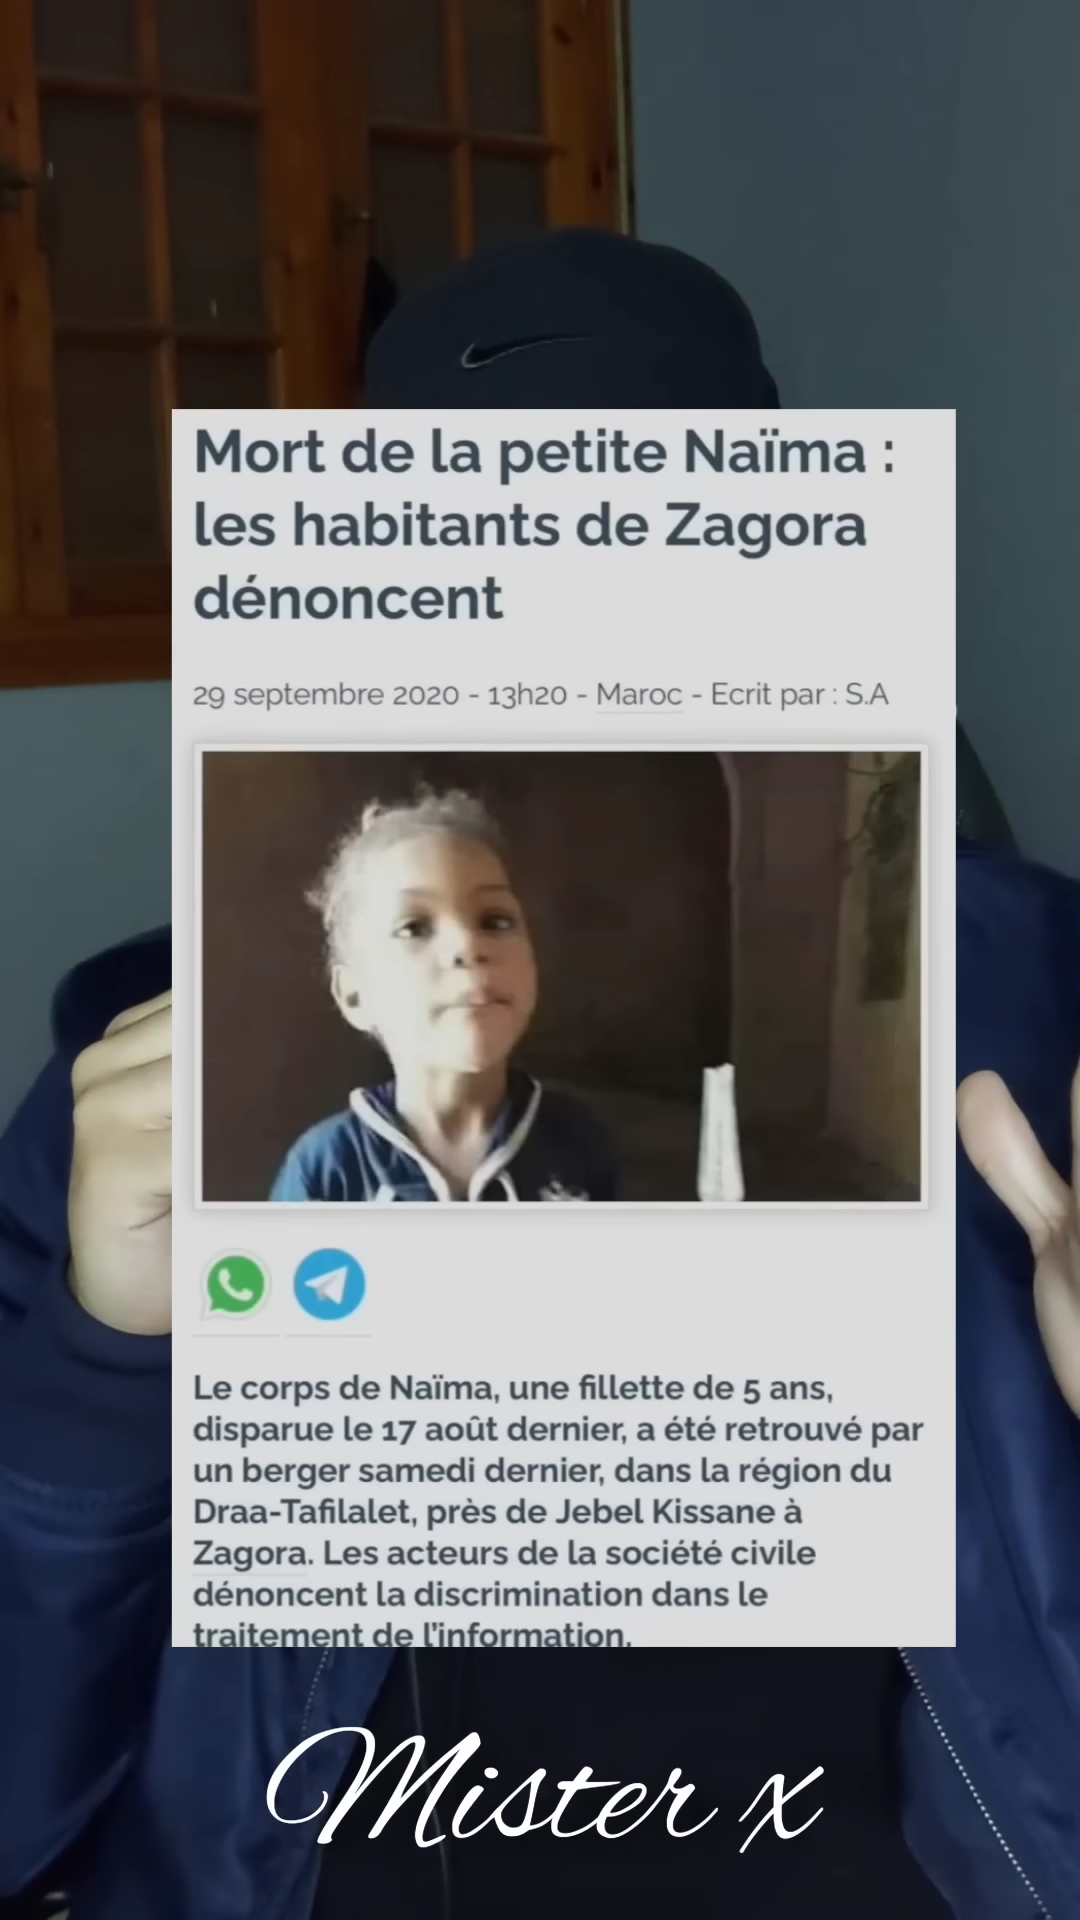 Mort de la petite Naïma :
les habitants de Zagora
dénoncent
29 septembre 2020 - 13h20 - Maroc - Ecrit par : S.A
Le corps de Naïma, une fillette de 5 ans,
disparue le 17 août dernier, a été retrouvé par
un berger samedi dernier, dans la région du
Draa-Tafilalet, près de Jebel Kissane à
Zagora. Les acteurs de la société civile
dénoncent la discrimination dans le
traitement de l'information.
Mister x